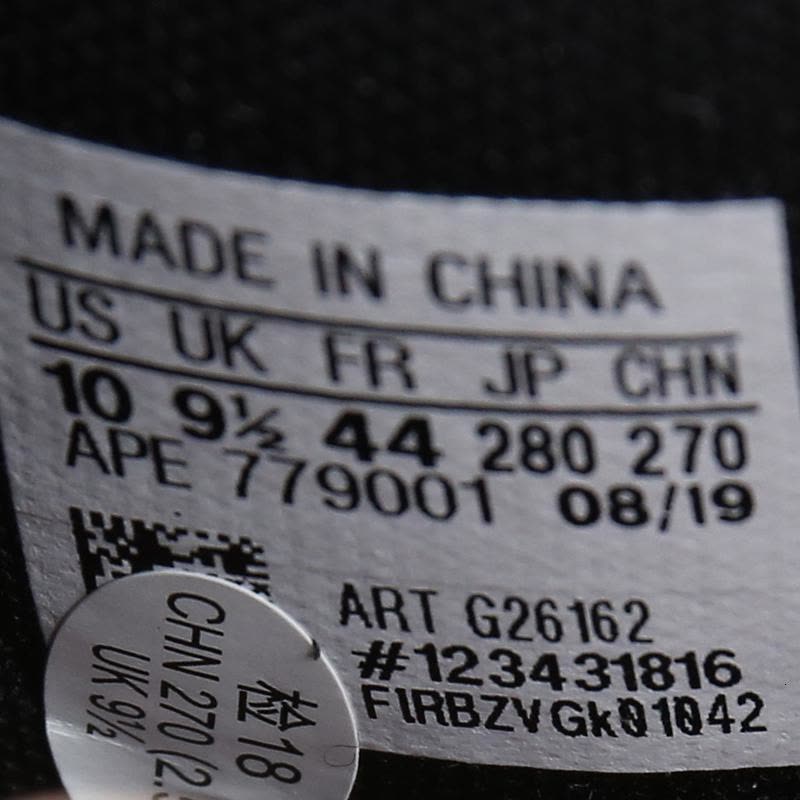 MADE IN CHINA
US UK FR JP CHN
10 9½ 44 280 270
APE 779001 08/19
ART G26162
#123431816
F1RBZVGk01042
检18
CHN 270(2.
UK 9½